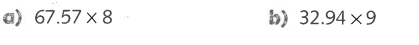 a) 67.57 × 8 b) 32.94 × 9